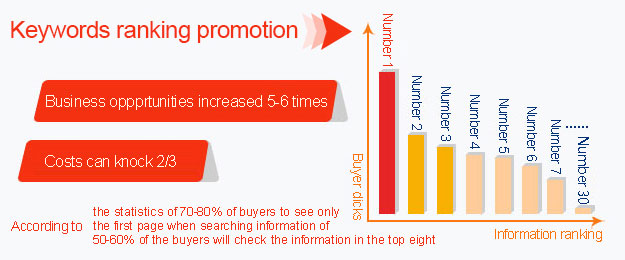 Keywords ranking promotion
Business oppprtunities increased 5-6 times
Costs can knock 2/3
According to
the statistics of 70-80% of buyers to see only
the first page when searching information of
50-60% of the buyers will check the information in the top eight
Buyer dicks
Number 1
Number 2
Number 3
Number 4
Number 5
Number 6
Number 7
......
Number 30
Information ranking